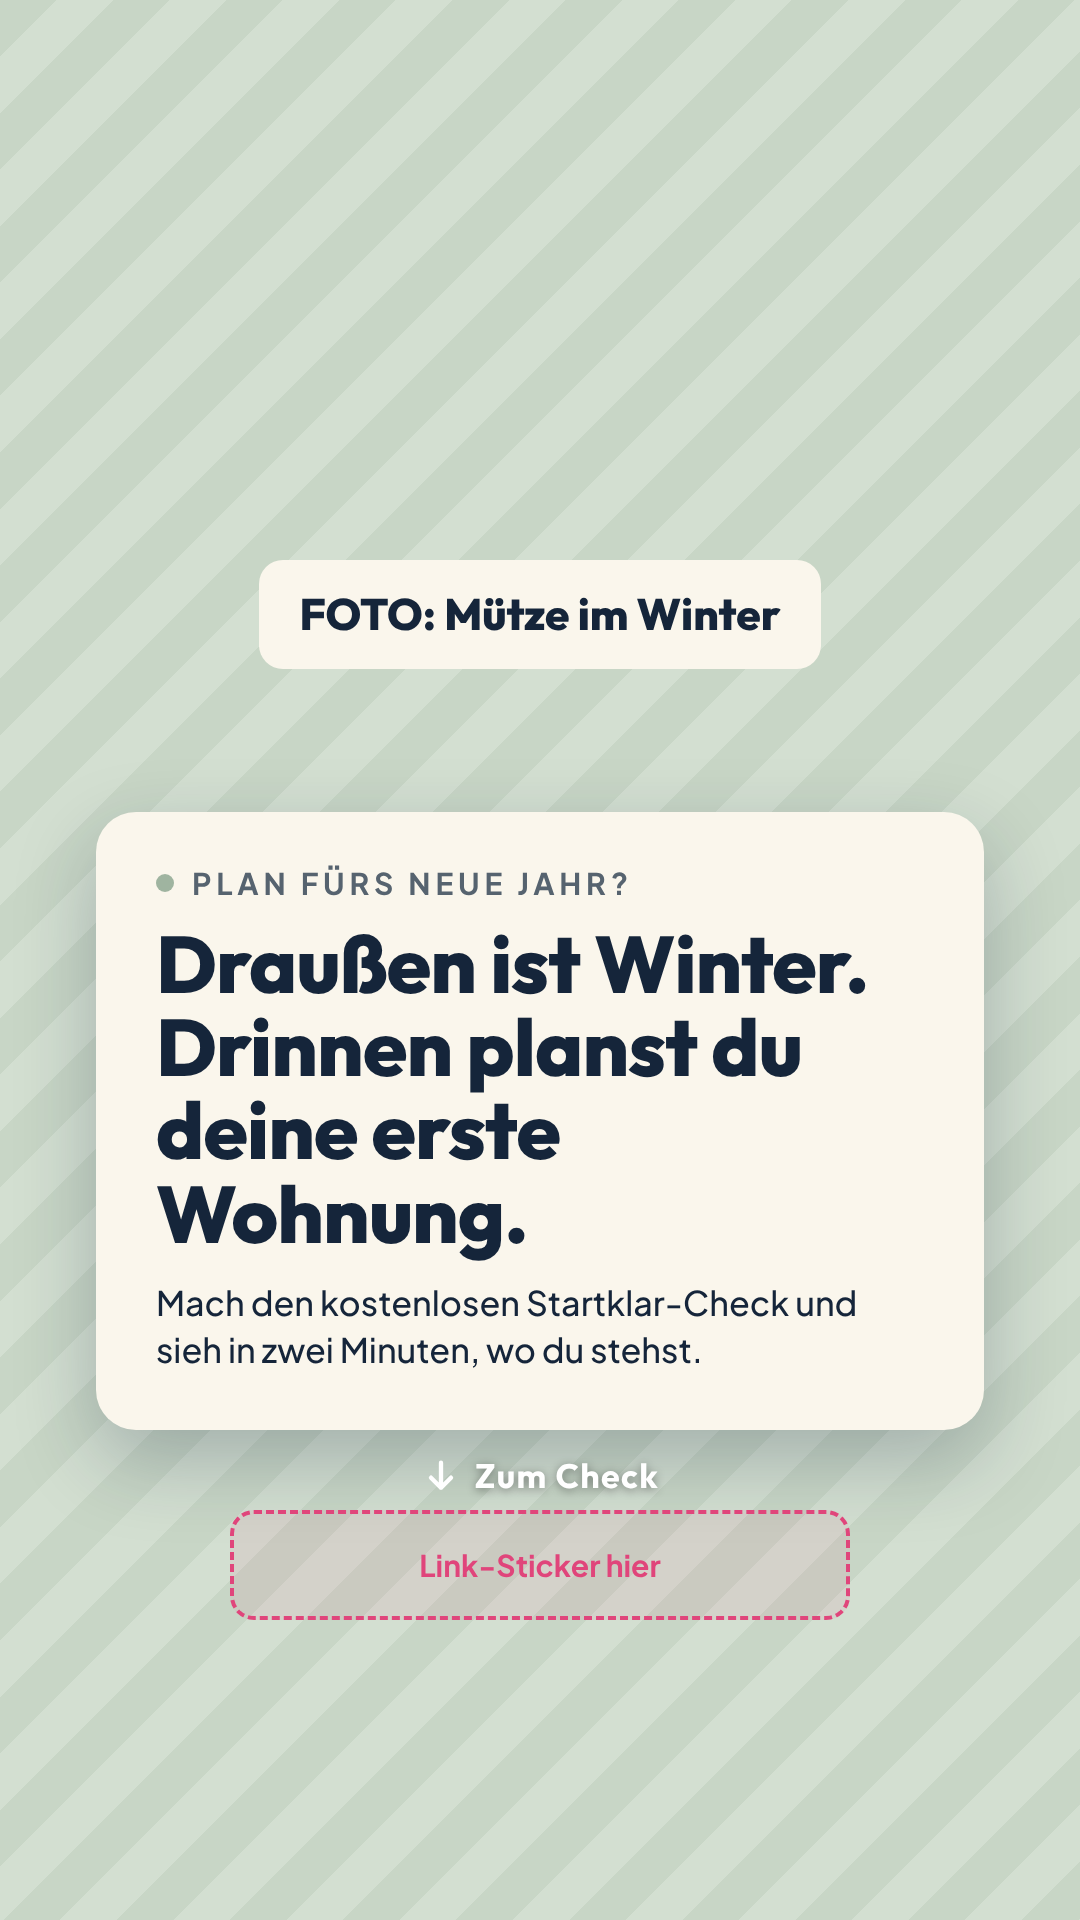 FOTO: Mütze im Winter
PLAN FÜRS NEUE JAHR?
Draußen ist Winter.
Drinnen planst du
deine erste
Wohnung.
Mach den kostenlosen Startklar-Check und
sieh in zwei Minuten, wo du stehst.
↓ Zum Check
Link-Sticker hier